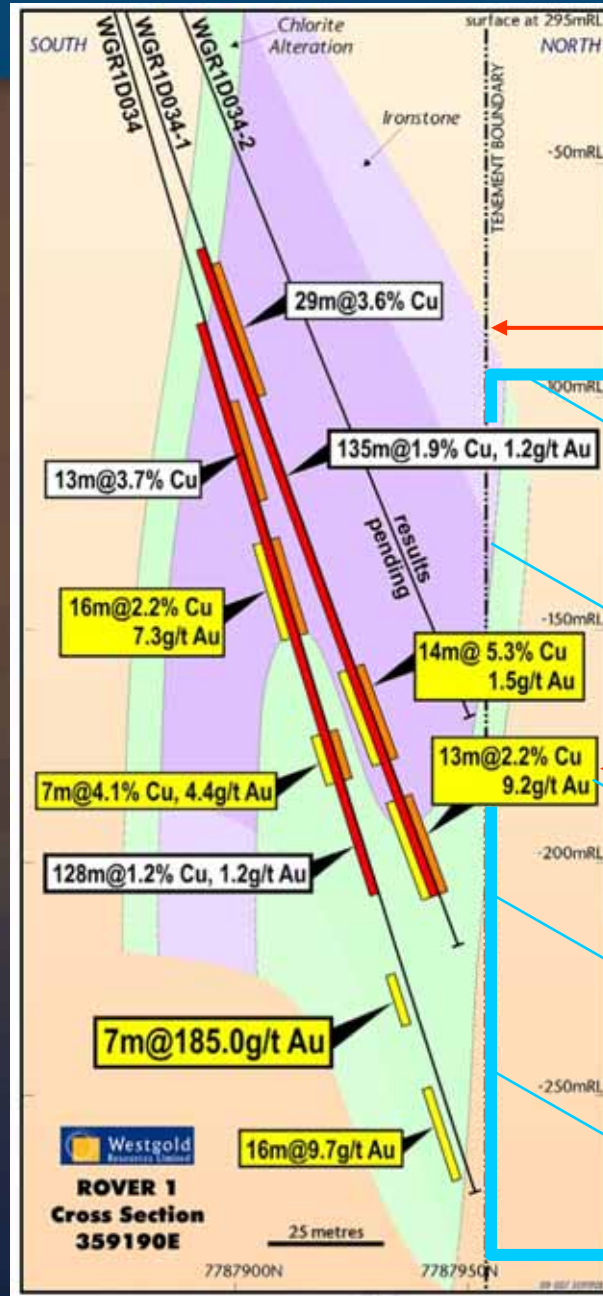 surface at 295mRL
SOUTH
Chlorite
Alteration
NORTH
WGR1D034
WGR1D034-1
WGR1D034-2
TENEMENT BOUNDARY
Ironstone
-50mRL
29m@3.6% Cu
100mRL
13m@3.7% Cu
135m@1.9% Cu, 1.2g/t Au
results
pending
16m@2.2% Cu
7.3g/t Au
-150mRL
14m@ 5.3% Cu
1.5g/t Au
13m@2.2% Cu
9.2g/t Au
7m@4.1% Cu, 4.4g/t Au
-200mRL
128m@1.2% Cu, 1.2g/t Au
7m@185.0g/t Au
-250mRL
Westgold
Resources Limited
16m@9.7g/t Au
ROVER 1
Cross Section
359190E
25 metres
7787900N
7787950N